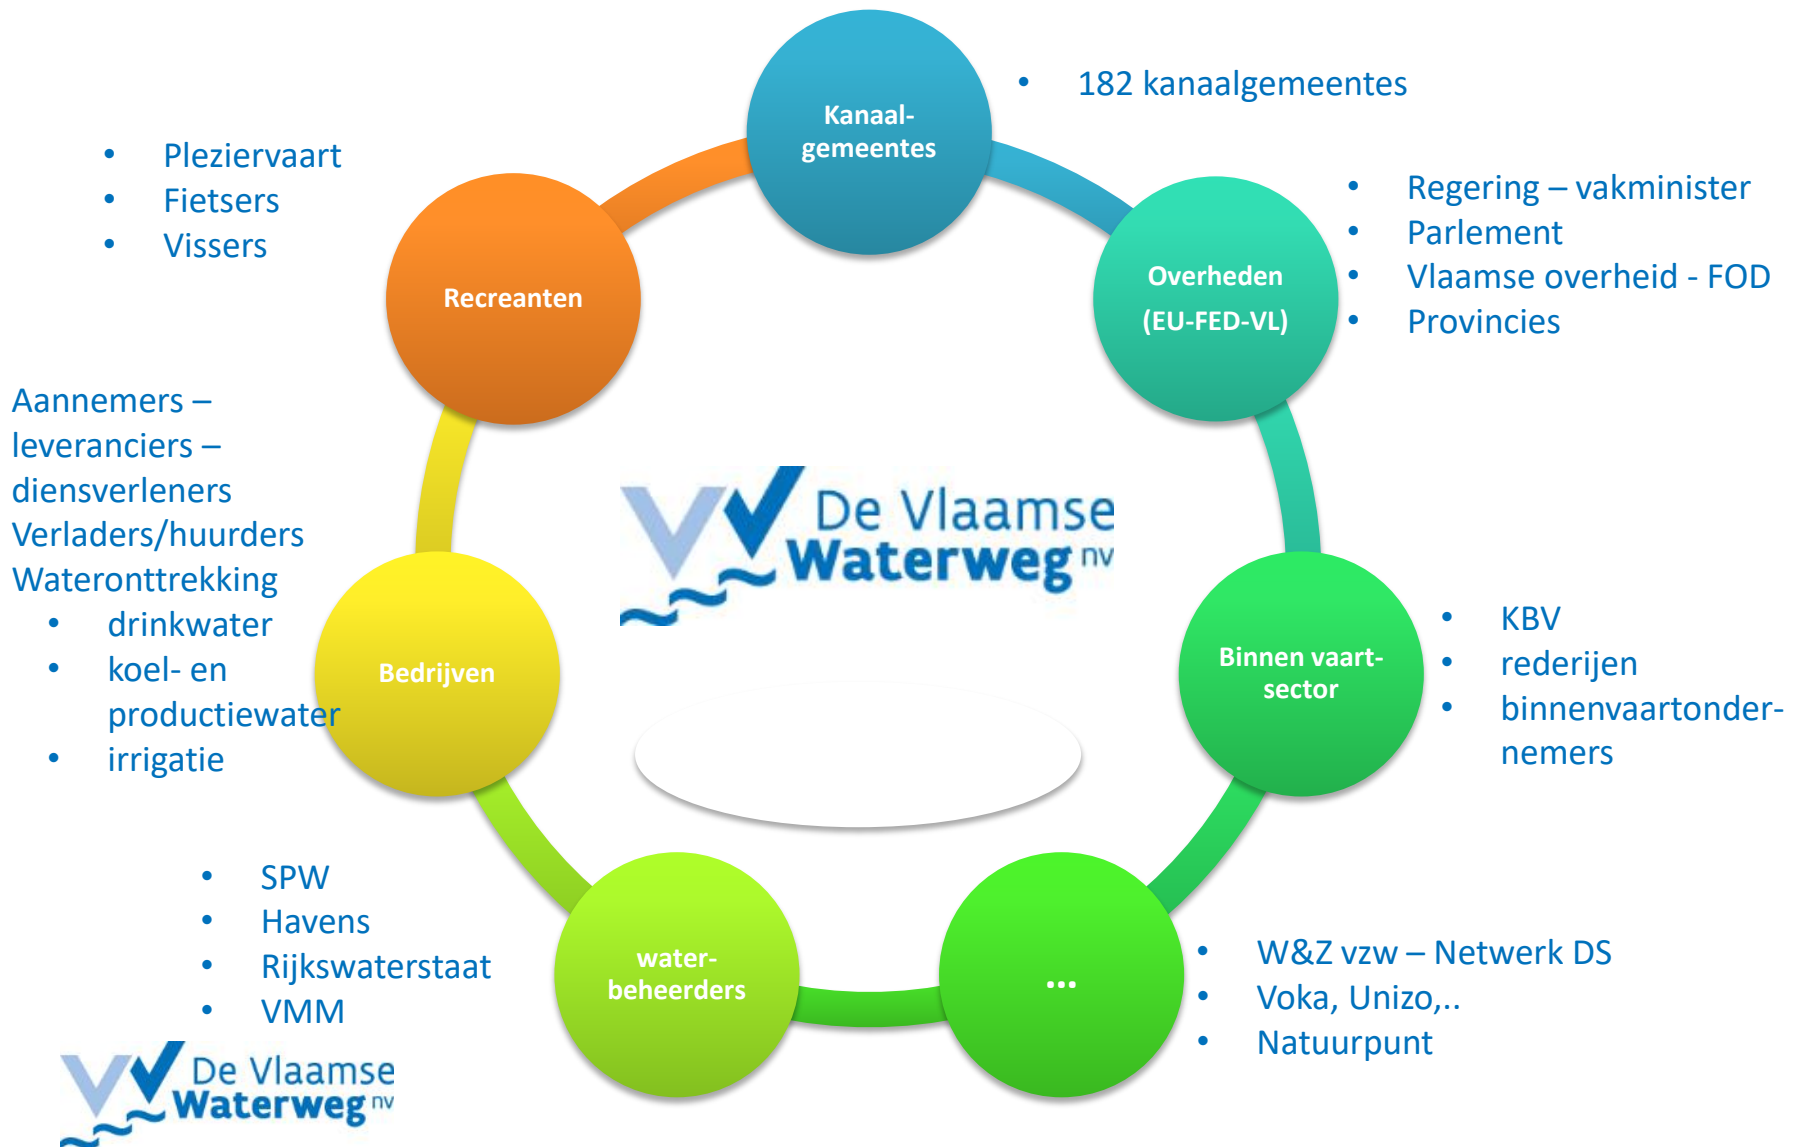 Kanaal-
gemeentes
• 182 kanaalgemeentes
Overheden
(EU-FED-VL)
• Regering – vakminister
• Parlement
• Vlaamse overheid - FOD
• Provincies
Binnen vaart-
sector
• KBV
• rederijen
• binnenvaartonder-
nemers
...
• W&Z vzw – Netwerk DS
• Voka, Unizo,..
• Natuurpunt
water-
beheerders
• SPW
• Havens
• Rijkswaterstaat
• VMM
Bedrijven
Aannemers –
leveranciers –
diensverleners
Verladers/huurders
Wateronttrekking
• drinkwater
• koel- en
productiewater
• irrigatie
Recreanten
• Pleziervaart
• Fietsers
• Vissers
De Vlaamse
Waterweg nv
De Vlaamse
Waterweg nv